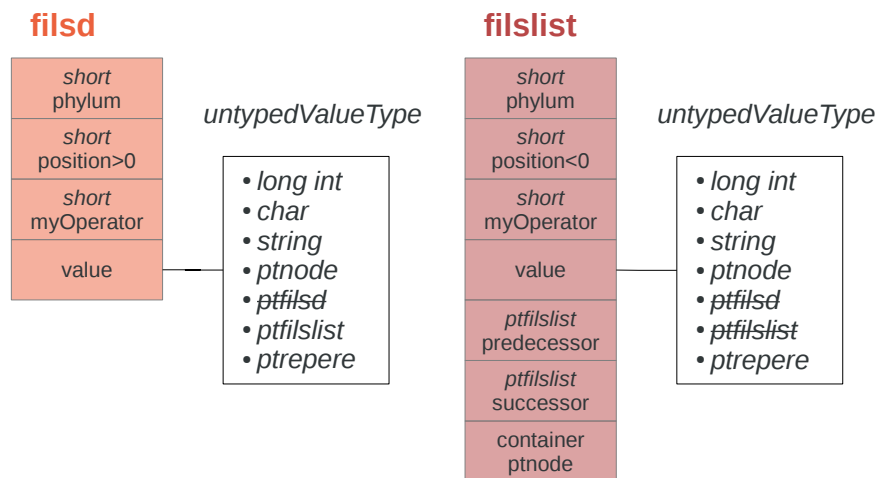 filsd
short
phylum
short
position>0
short
myOperator
value
untypedValueType
• long int
• char
• string
• ptnode
• ptfilsd
• ptfilslist
• ptrepere
filslist
short
phylum
short
position<0
short
myOperator
value
ptfilslist
predecessor
ptfilslist
successor
container
ptnode
untypedValueType
• long int
• char
• string
• ptnode
• ptfilsd
• ptfilslist
• ptrepere